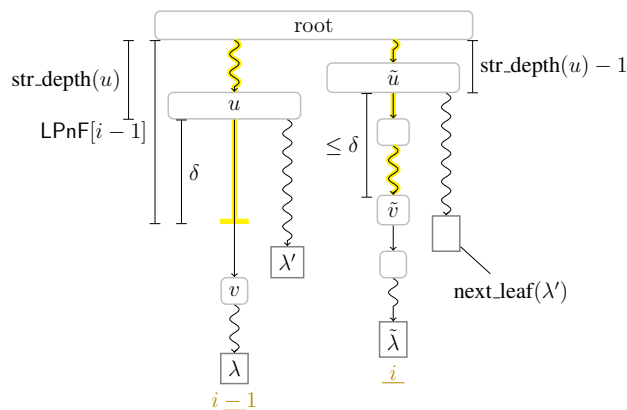 root
str_depth(u)
str_depth(u) − 1
ũ
u
LPnF[i − 1]
≤ δ
δ
ṽ
λ′
v
next_leaf(λ′)
λ̃
λ
i
i − 1